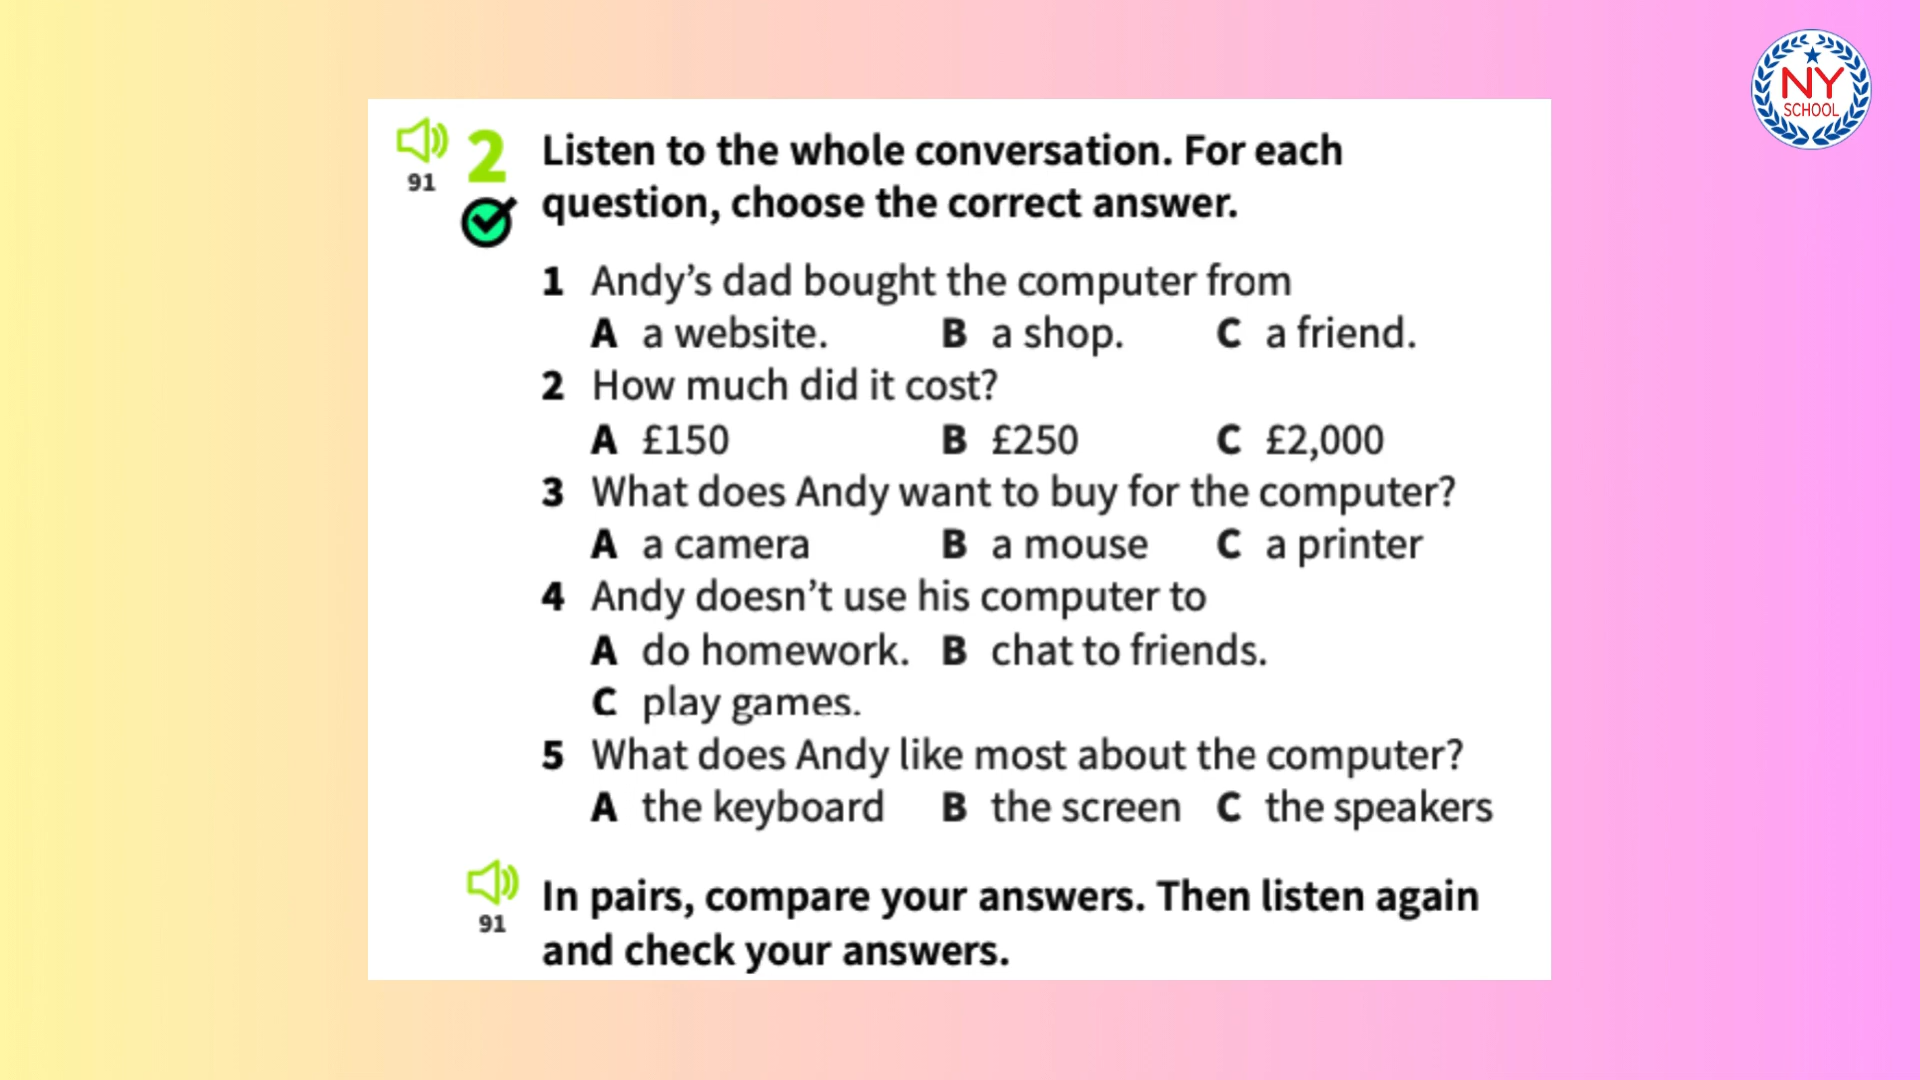 NY
SCHOOL
91
2 Listen to the whole conversation. For each
question, choose the correct answer.
1 Andy’s dad bought the computer from
A a website. B a shop. C a friend.
2 How much did it cost?
A £150 B £250 C £2,000
3 What does Andy want to buy for the computer?
A a camera B a mouse C a printer
4 Andy doesn’t use his computer to
A do homework. B chat to friends.
C play games.
5 What does Andy like most about the computer?
A the keyboard B the screen C the speakers
91
In pairs, compare your answers. Then listen again
and check your answers.